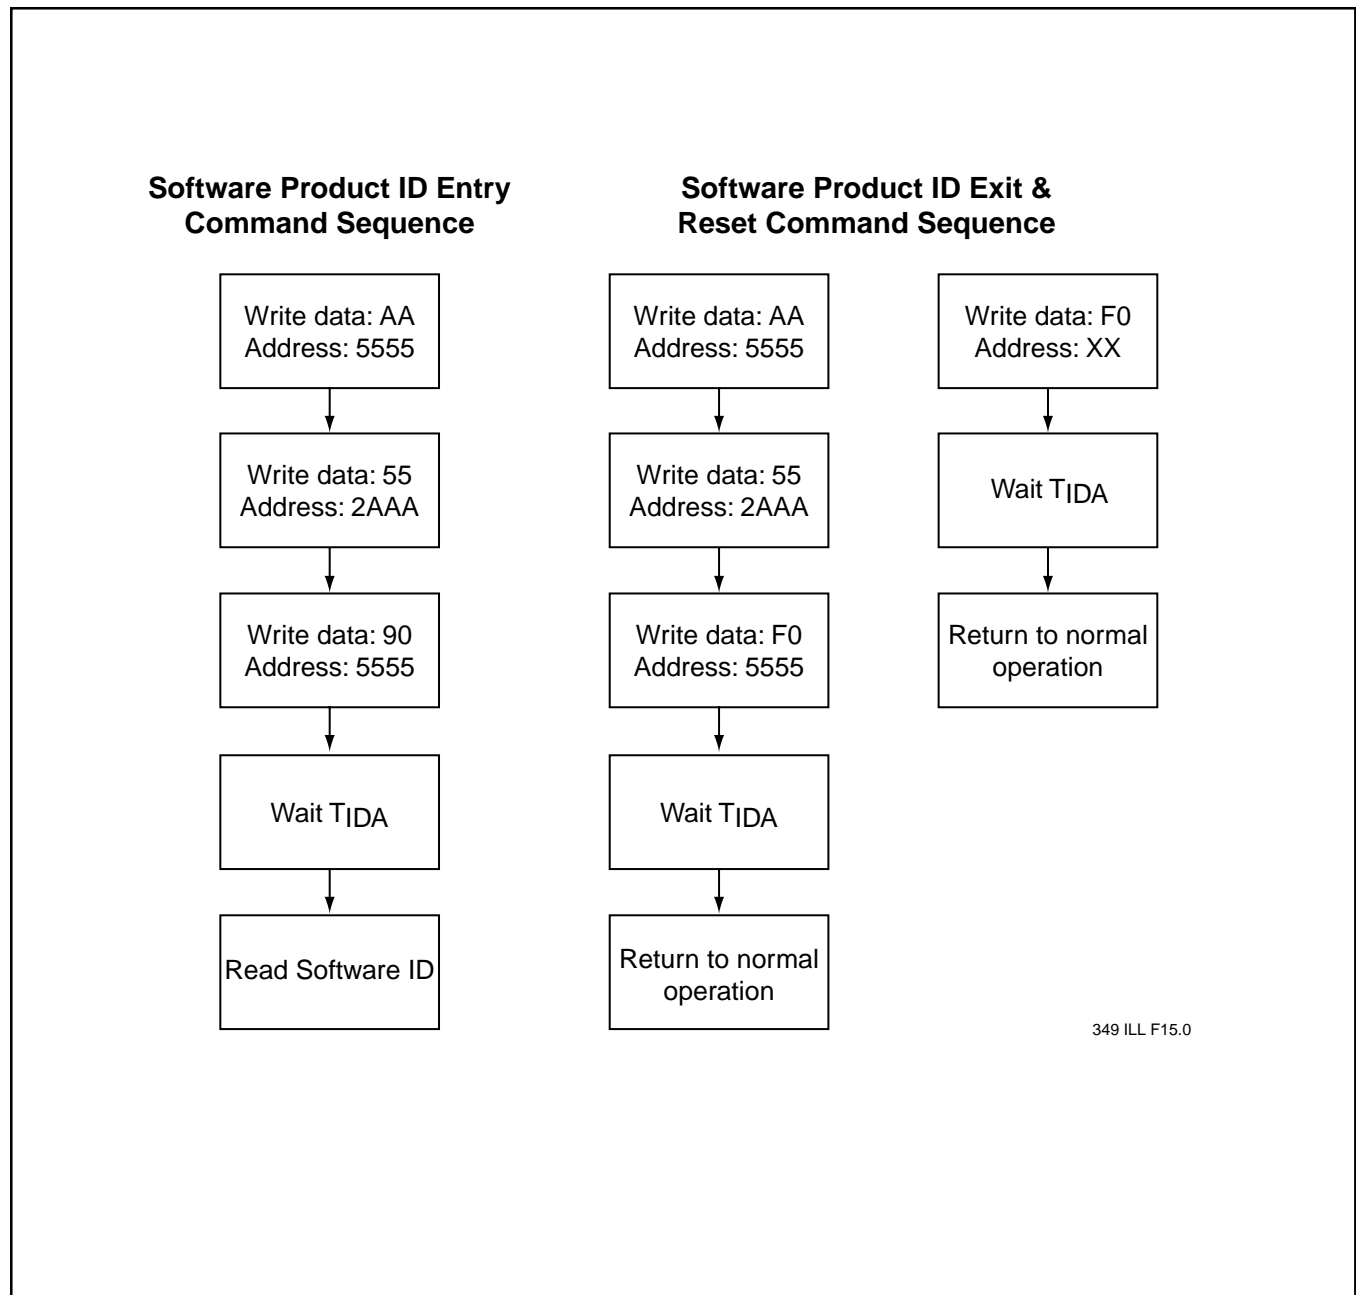 Software Product ID Entry
Command Sequence
Write data: AA
Address: 5555
Write data: 55
Address: 2AAA
Write data: 90
Address: 5555
Wait TIDA
Read Software ID
Software Product ID Exit &
Reset Command Sequence
Write data: AA
Address: 5555
Write data: 55
Address: 2AAA
Write data: F0
Address: 5555
Wait TIDA
Return to normal
operation
Write data: F0
Address: XX
Wait TIDA
Return to normal
operation
349 ILL F15.0